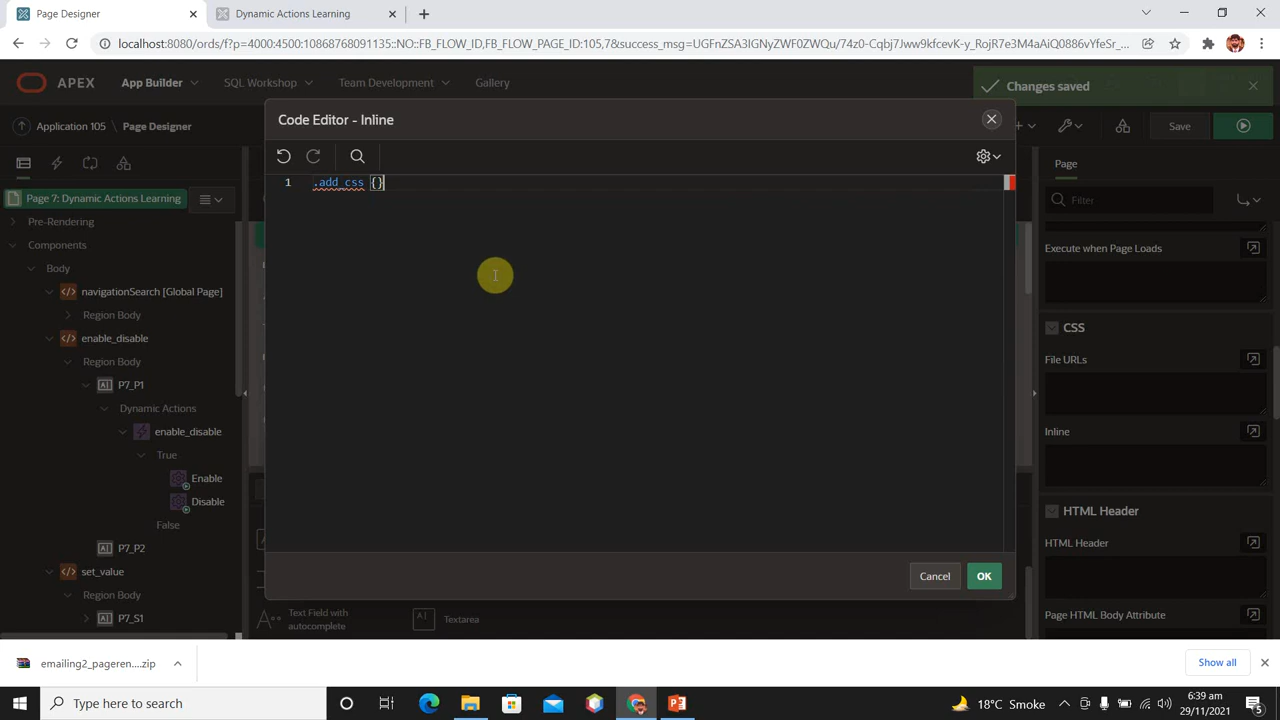 Page Designer
Dynamic Actions Learning
localhost:8080/ords/f?p=4000:4500:10868768091135::NO::FB_FLOW_ID,FB_FLOW_PAGE_ID:105,7&success_msg=
APEX
App Builder
SQL Workshop
Team Development
Gallery
Changes saved
Application 105
Page Designer
Save
Code Editor - Inline
1 .add_css {}
Page 7: Dynamic Actions Learning
Pre-Rendering
Components
Body
navigationSearch [Global Page]
Region Body
enable_disable
Region Body
P7_P1
Dynamic Actions
enable_disable
True
Enable
Disable
False
P7_P2
set_value
Region Body
P7_S1
Page
Filter
Execute when Page Loads
CSS
File URLs
Inline
HTML Header
HTML Header
Page HTML Body Attribute
Cancel
OK
Text Field with
autocomplete
Textarea
emailing2_pageren....zip
Show all
Type here to search
18°C Smoke
6:39 am
29/11/2021
5